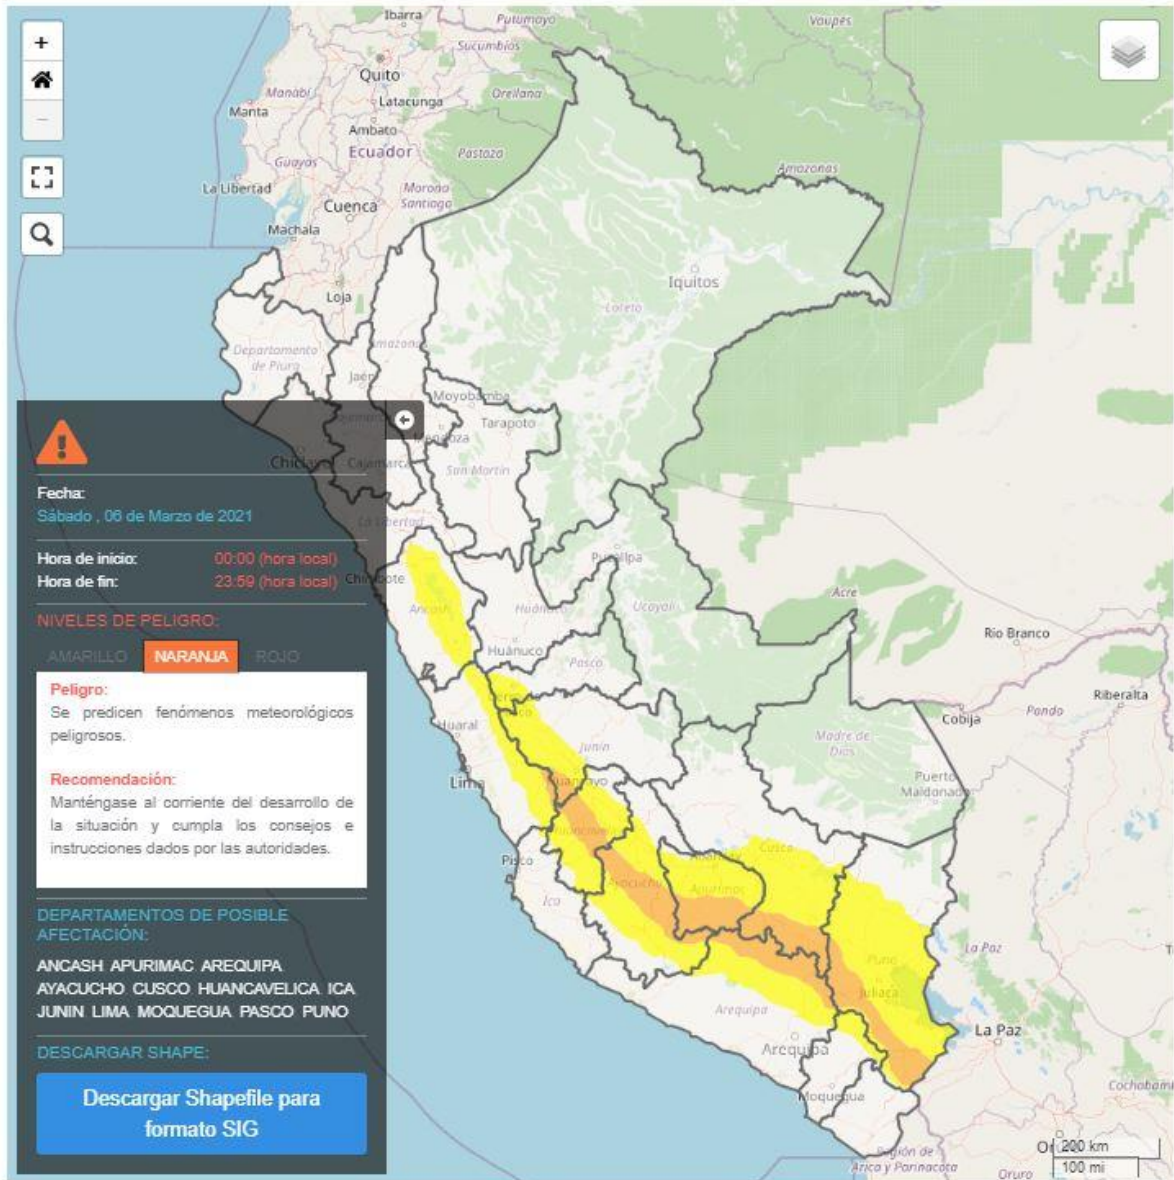 Ibarra
Putumayo
Vaupés
Sucumbíos
Quito
Orellana
Manabí
Latacunga
Manta
Ambato
Ecuador
Pastaza
Guayas
Amazonas
La Libertad
Morona
Santiago
Cuenca
Machala
Loja
Iquitos
Loreto
Departamento
de Piura
Amazonas
Jaén
Moyobamba
Tarapoto
Mendoza
Chiclayo
Cajamarca
San Martín
La Libertad
Chimbote
Pucallpa
Ancash
Huánuco
Ucayali
Acre
Rio Branco
Huánuco
Pasco
Riberalta
Pando
Cobija
Huaral
Junín
Madre de
Dios
Lima
Huancayo
Puerto
Maldonado
Huancavelica
Pisco
Abancay
Cusco
Ayacucho
Apurímac
Ica
La Paz
Puno
Juliaca
Arequipa
La Paz
Arequipa
Moquegua
Cochabamb
Región de
Arica y Parinacota
Oruro
200 km
100 mi
+
−
Fecha:
Sábado , 06 de Marzo de 2021
Hora de inicio: 00:00 (hora local)
Hora de fin: 23:59 (hora local)
NIVELES DE PELIGRO:
AMARILLO NARANJA ROJO
Peligro:
Se predicen fenómenos meteorológicos
peligrosos.
Recomendación:
Manténgase al corriente del desarrollo de
la situación y cumpla los consejos e
instrucciones dados por las autoridades.
DEPARTAMENTOS DE POSIBLE
AFECTACIÓN:
ANCASH APURIMAC AREQUIPA
AYACUCHO CUSCO HUANCAVELICA ICA
JUNIN LIMA MOQUEGUA PASCO PUNO
DESCARGAR SHAPE:
Descargar Shapefile para
formato SIG